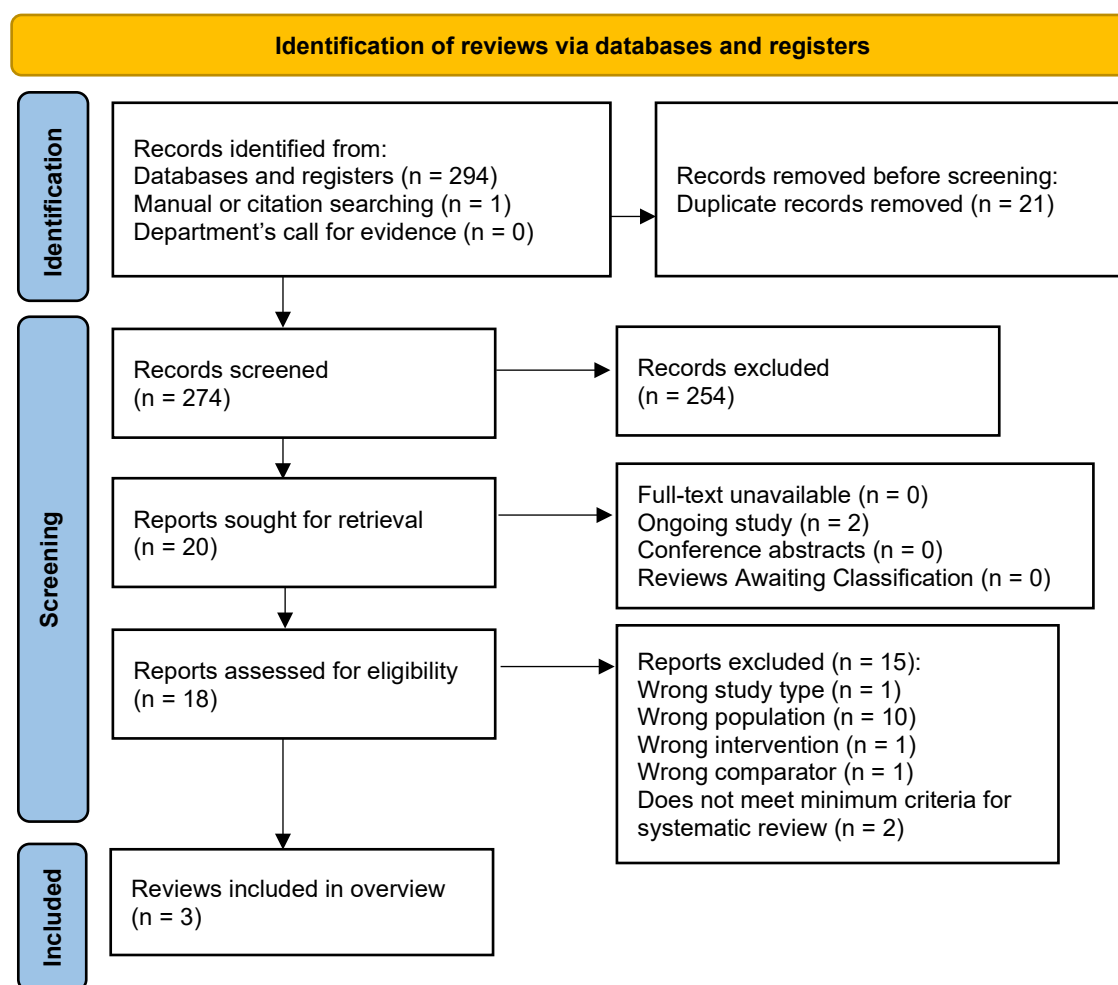 Identification of reviews via databases and registers
Identification
Records identified from:
Databases and registers (n = 294)
Manual or citation searching (n = 1)
Department's call for evidence (n = 0)
Records removed before screening:
Duplicate records removed (n = 21)
Screening
Records screened
(n = 274)
Records excluded
(n = 254)
Reports sought for retrieval
(n = 20)
Full-text unavailable (n = 0)
Ongoing study (n = 2)
Conference abstracts (n = 0)
Reviews Awaiting Classification (n = 0)
Reports assessed for eligibility
(n = 18)
Reports excluded (n = 15):
Wrong study type (n = 1)
Wrong population (n = 10)
Wrong intervention (n = 1)
Wrong comparator (n = 1)
Does not meet minimum criteria for
systematic review (n = 2)
Included
Reviews included in overview
(n = 3)